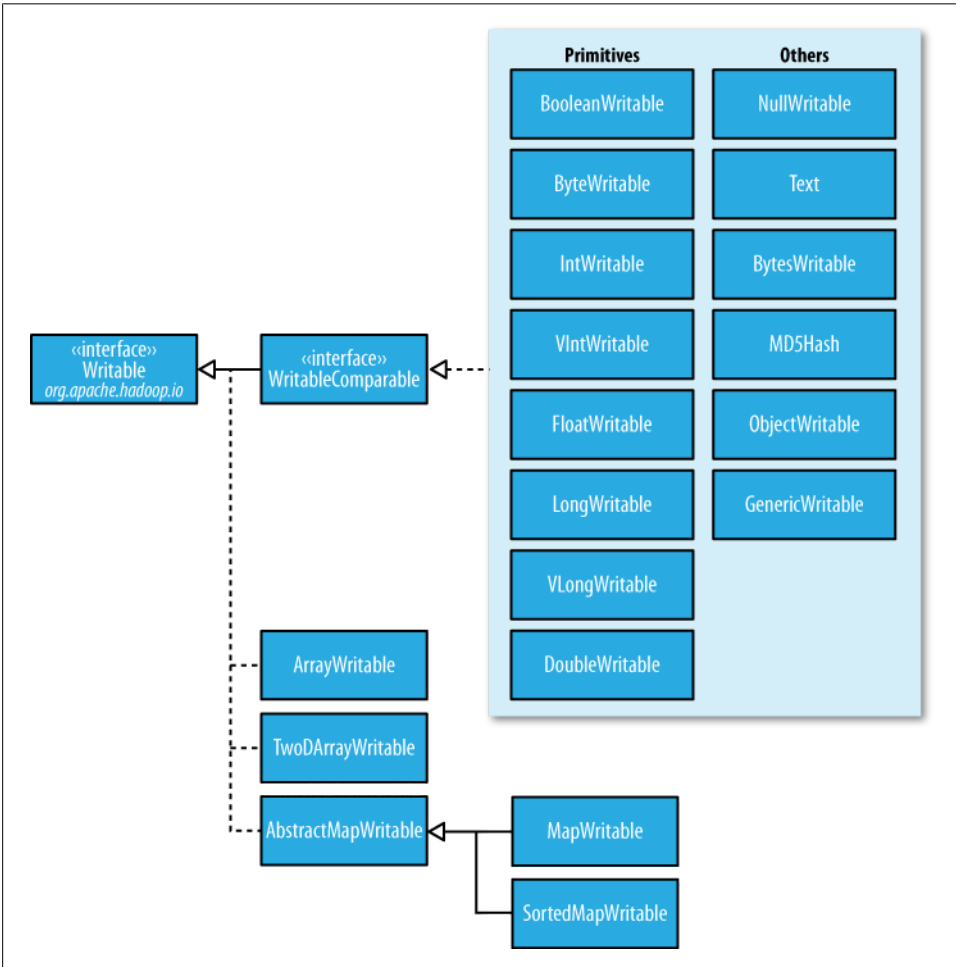 Primitives
Others
BooleanWritable
NullWritable
ByteWritable
Text
IntWritable
BytesWritable
«interface»
Writable
org.apache.hadoop.io
«interface»
WritableComparable
VIntWritable
MD5Hash
FloatWritable
ObjectWritable
LongWritable
GenericWritable
VLongWritable
DoubleWritable
ArrayWritable
TwoDArrayWritable
AbstractMapWritable
MapWritable
SortedMapWritable